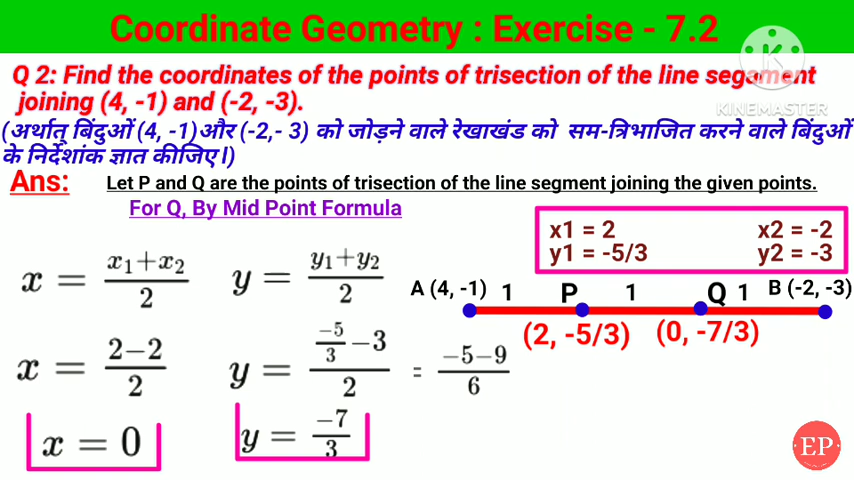 Coordinate Geometry : Exercise - 7.2
KINEMASTER
Q 2: Find the coordinates of the points of trisection of the line segament
joining (4, -1) and (-2, -3).
(अर्थात् बिंदुओं (4, -1)और (-2,- 3) को जोड़ने वाले रेखाखंड को सम-त्रिभाजित करने वाले बिंदुओं
के निर्देशांक ज्ञात कीजिए l)
Ans: Let P and Q are the points of trisection of the line segment joining the given points.
For Q, By Mid Point Formula
x1 = 2 x2 = -2
y1 = -5/3 y2 = -3
x = (x₁+x₂)/2 y = (y₁+y₂)/2
A (4, -1) 1 P 1 Q 1 B (-2, -3)
(2, -5/3) (0, -7/3)
x = (2−2)/2 y = (−5/3 −3)/2 = (−5−9)/6
x = 0 y = −7/3
EP